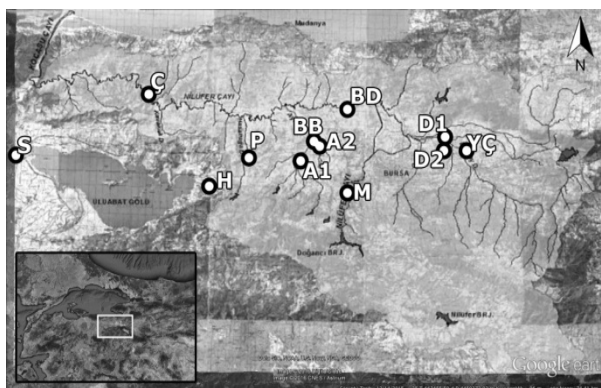 Mudanya
N
Ç
NİLÜFER ÇAYI
BD
S
P
BB
A2
D1
D2
YÇ
A1
H
M
BURSA
ULUABAT GÖLÜ
Doğancı BRJ.
Nilüfer BRJ.
Google eart